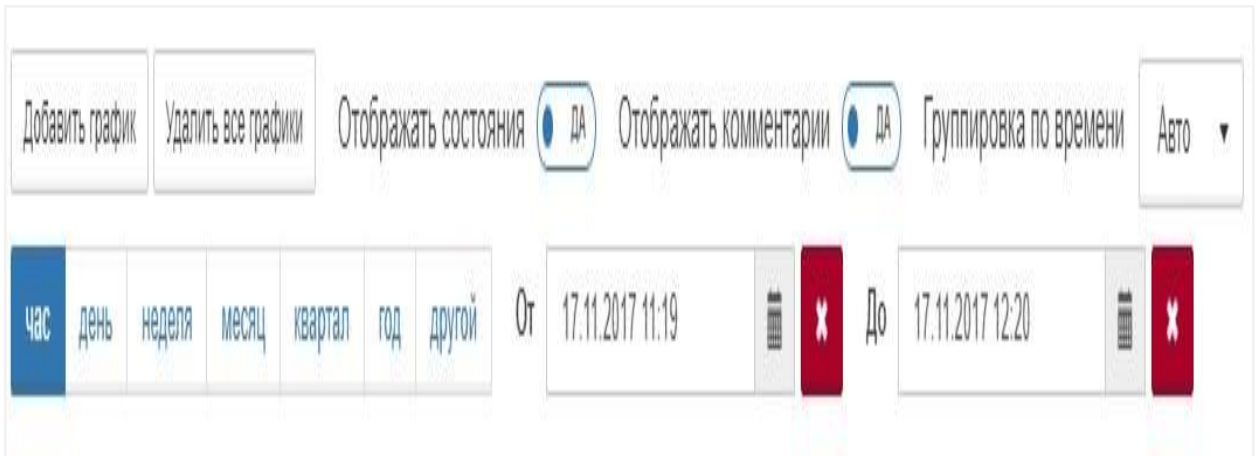 Добавить график Удалить все графики Отображать состояния ДА Отображать комментарии ДА Группировка по времени Авто
час день неделя месяц квартал год другой От 17.11.2017 11:19 До 17.11.2017 12:20